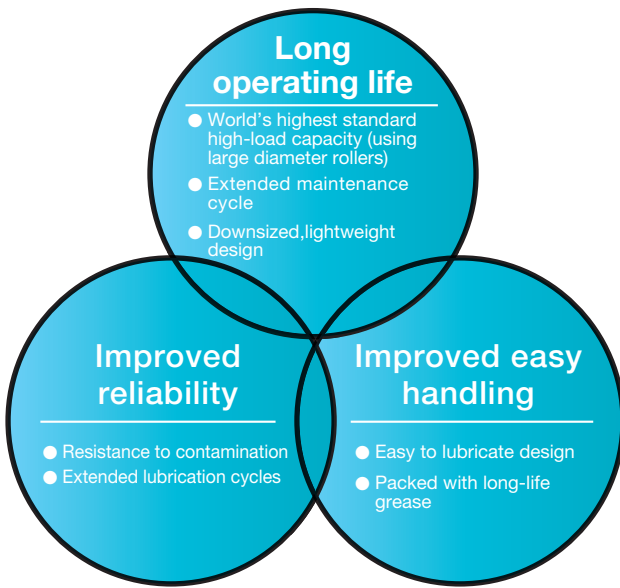 Long
operating life
● World's highest standard
high-load capacity (using
large diameter rollers)
● Extended maintenance
cycle
● Downsized,lightweight
design
Improved
reliability
● Resistance to contamination
● Extended lubrication cycles
Improved easy
handling
● Easy to lubricate design
● Packed with long-life
grease